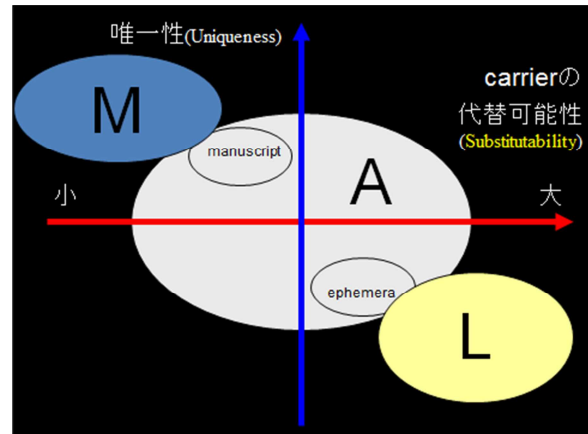 唯一性(Uniqueness)
carrierの
代替可能性
(Substitutability)
M
manuscript
A
小
大
ephemera
L